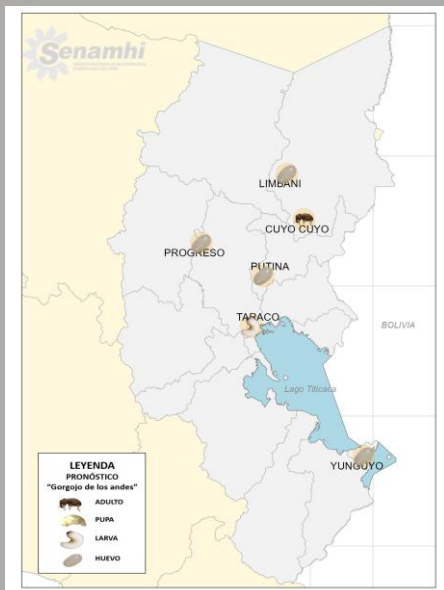 Senamhi
LIMBANI
CUYO CUYO
PROGRESO
PUTINA
TARACO
BOLIVIA
Lago Titicaca
YUNGUYO
LEYENDA
PRONÓSTICO
"Gorgojo de los andes"
ADULTO
PUPA
LARVA
HUEVO